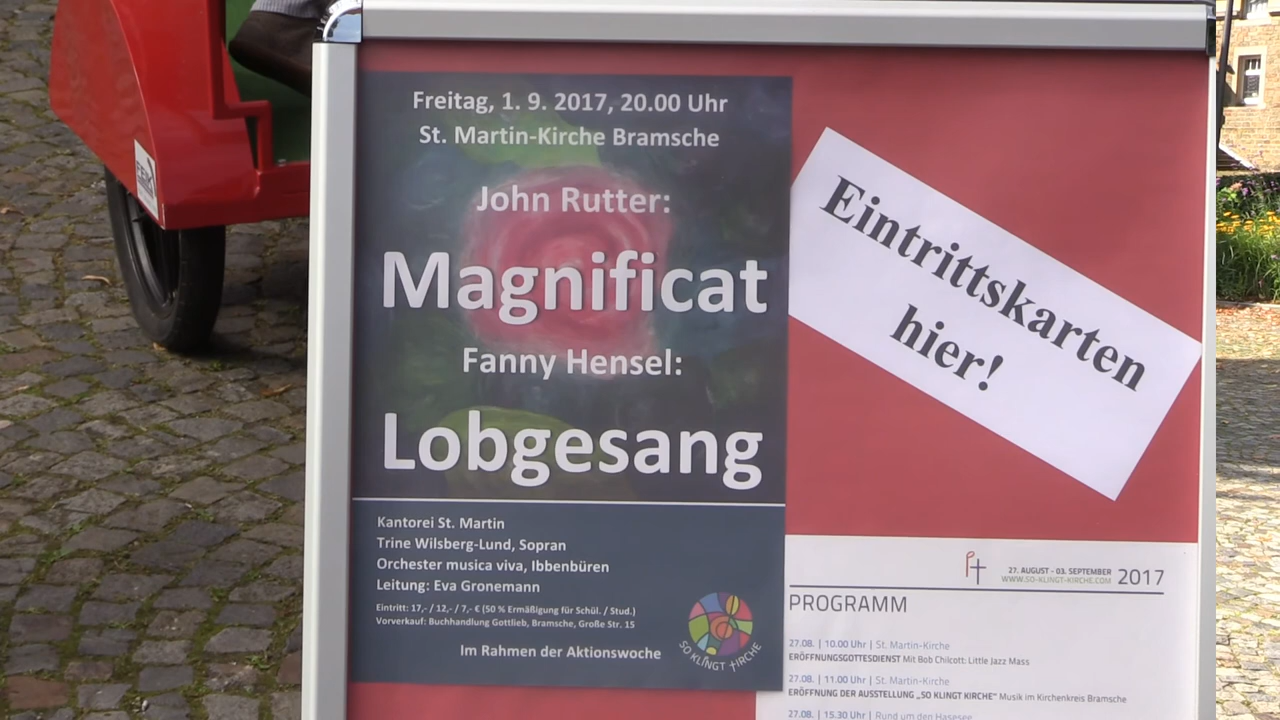 Freitag, 1. 9. 2017, 20.00 Uhr
St. Martin-Kirche Bramsche
John Rutter:
Magnificat
Fanny Hensel:
Lobgesang
Kantorei St. Martin
Trine Wilsberg-Lund, Sopran
Orchester musica viva, Ibbenbüren
Leitung: Eva Gronemann
Eintritt: 17,- / 12,- / 7,- € (50 % Ermäßigung für Schül. / Stud.)
Vorverkauf: Buchhandlung Gottlieb, Bramsche, Große Str. 15
Im Rahmen der Aktionswoche
SO KLINGT KIRCHE
Eintrittskarten
hier!
27. AUGUST - 03. SEPTEMBER
WWW.SO-KLINGT-KIRCHE.COM
2017
PROGRAMM
27.08. | 10.00 Uhr | St. Martin-Kirche
ERÖFFNUNGSGOTTESDIENST Mit Bob Chilcott: Little Jazz Mass
27.08. | 11.00 Uhr | St. Martin-Kirche
ERÖFFNUNG DER AUSSTELLUNG „SO KLINGT KIRCHE" Musik im Kirchenkreis Bramsche
27.08. | 15.30 Uhr | Rund um den Hasesee